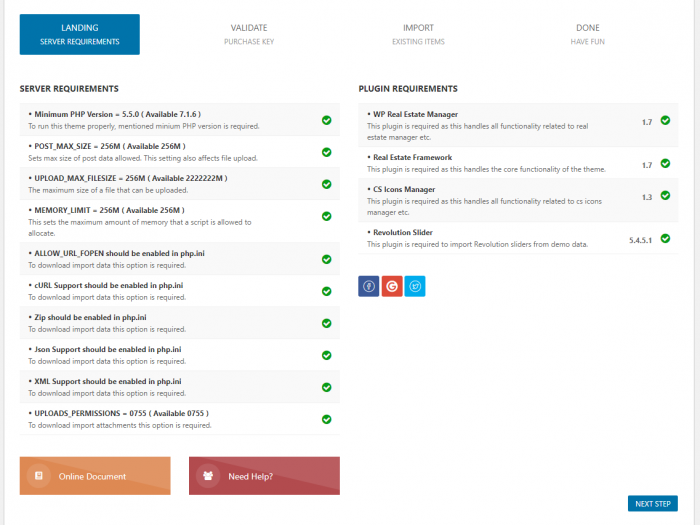 LANDING
SERVER REQUIREMENTS
VALIDATE
PURCHASE KEY
IMPORT
EXISTING ITEMS
DONE
HAVE FUN
SERVER REQUIREMENTS
• Minimum PHP Version = 5.5.0 ( Available 7.1.6 )
To run this theme properly, mentioned minium PHP version is required.
• POST_MAX_SIZE = 256M ( Available 256M )
Sets max size of post data allowed. This setting also affects file upload.
• UPLOAD_MAX_FILESIZE = 256M ( Available 2222222M )
The maximum size of a file that can be uploaded.
• MEMORY_LIMIT = 256M ( Available 256M )
This sets the maximum amount of memory that a script is allowed to
allocate.
• ALLOW_URL_FOPEN should be enabled in php.ini
To download import data this option is required.
• cURL Support should be enabled in php.ini
To download import data this option is required.
• Zip should be enabled in php.ini
To download import data this option is required.
• Json Support should be enabled in php.ini
To download import data this option is required.
• XML Support should be enabled in php.ini
To download import data this option is required.
• UPLOADS_PERMISSIONS = 0755 ( Available 0755 )
To download import attachments this option is required.
Online Document
Need Help?
PLUGIN REQUIREMENTS
• WP Real Estate Manager
This plugin is required as this handles all functionality related to real
estate manager etc.
1.7
• Real Estate Framework
This plugin is required as this handles the core functionality of the theme.
1.7
• CS Icons Manager
This plugin is required as this handles all functionality related to cs icons
manager etc.
1.3
• Revolution Slider
This plugin is required to import Revolution sliders from demo data.
5.4.5.1
NEXT STEP